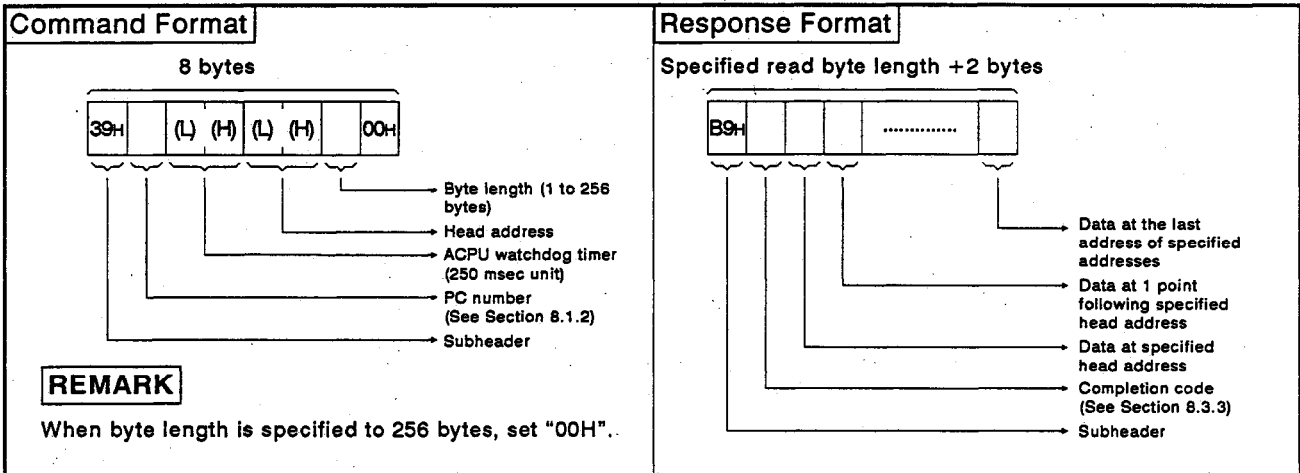 Command Format
8 bytes
39H (L) (H) (L) (H) 00H
Byte length (1 to 256
bytes)
Head address
ACPU watchdog timer
(250 msec unit)
PC number
(See Section 8.1.2)
Subheader
REMARK
When byte length is specified to 256 bytes, set “00H”.
Response Format
Specified read byte length +2 bytes
B9H ..............
Data at the last
address of specified
addresses
Data at 1 point
following specified
head address
Data at specified
head address
Completion code
(See Section 8.3.3)
Subheader